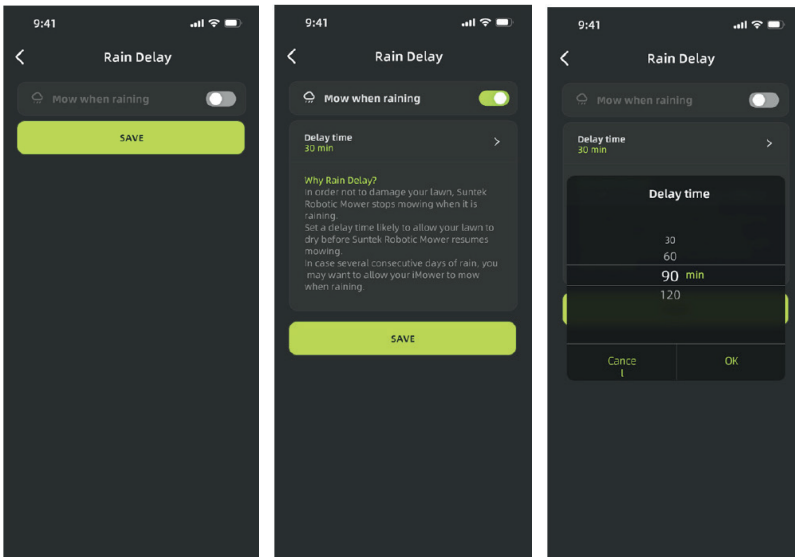 9:41
Rain Delay
Mow when raining
SAVE
9:41
Rain Delay
Mow when raining
Delay time
30 min
Why Rain Delay?
In order not to damage your lawn, Suntek
Robotic Mower stops mowing when it is
raining.
Set a delay time likely to allow your lawn to
dry before Suntek Robotic Mower resumes
mowing.
In case several consecutive days of rain, you
may want to allow your iMower to mow
when raining.
SAVE
9:41
Rain Delay
Mow when raining
Delay time
30 min
Delay time
30
60
90 min
120
Cance
l
OK